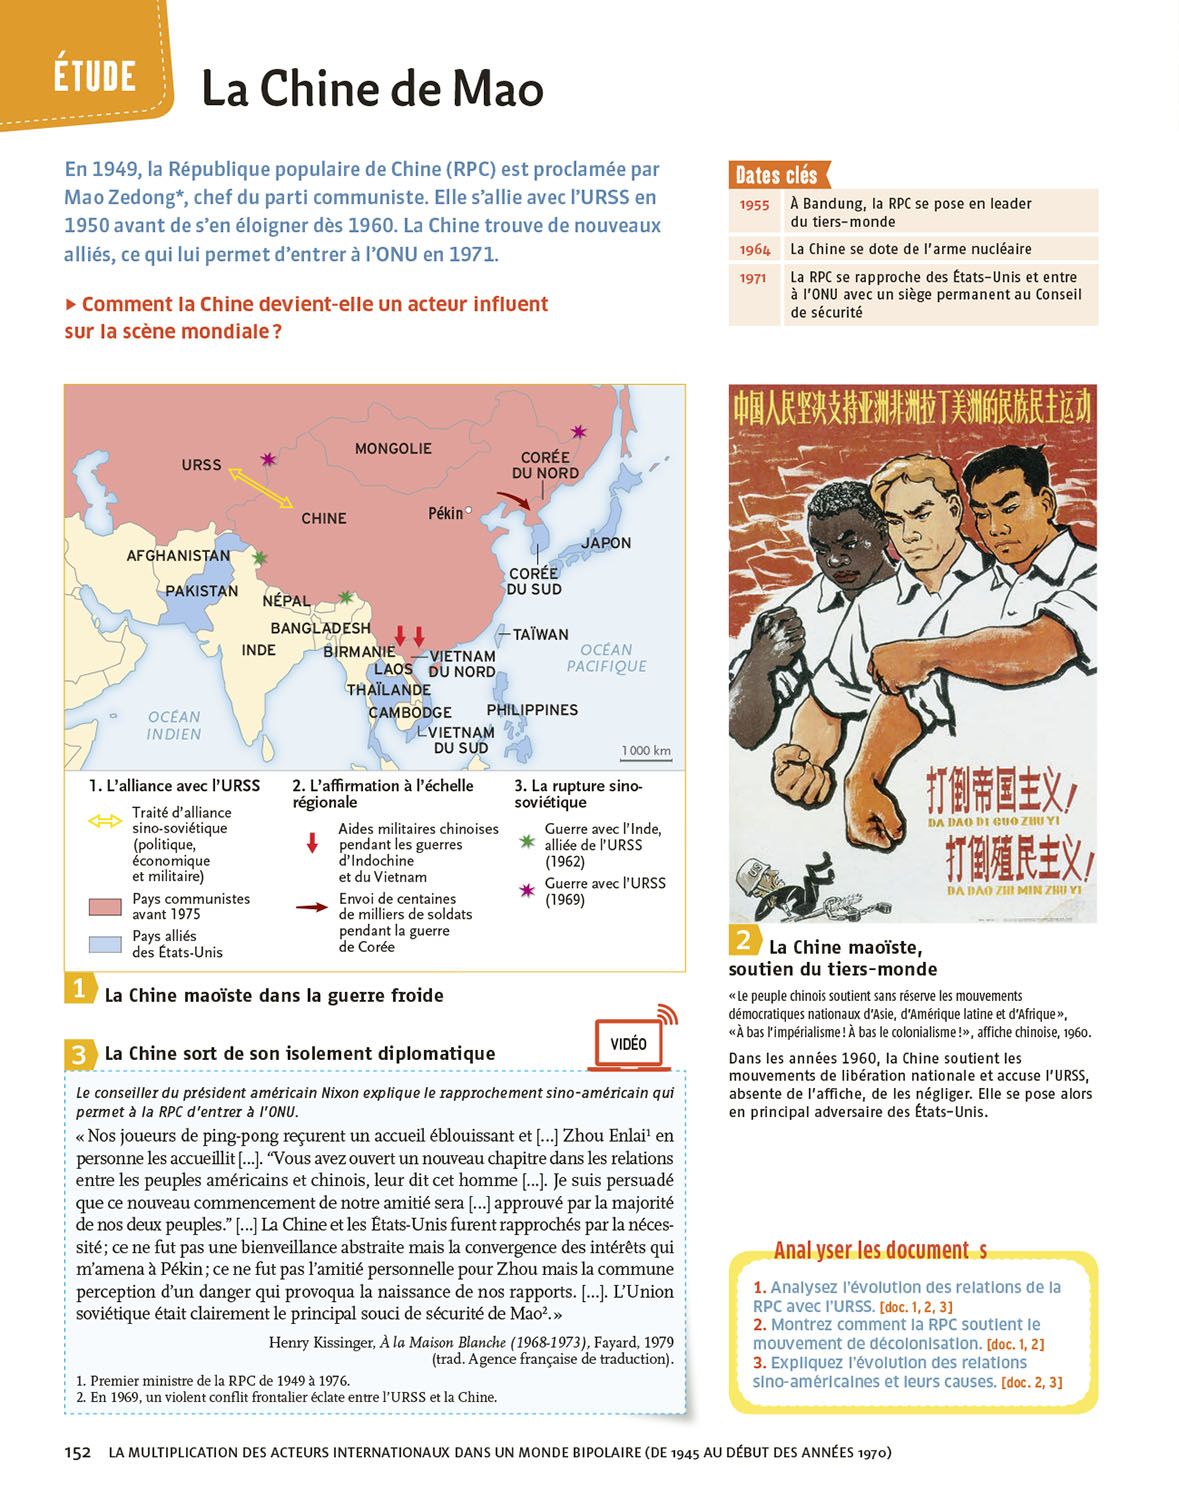 ÉTUDE
La Chine de Mao
En 1949, la République populaire de Chine (RPC) est proclamée par
Mao Zedong*, chef du parti communiste. Elle s'allie avec l'URSS en
1950 avant de s'en éloigner dès 1960. La Chine trouve de nouveaux
alliés, ce qui lui permet d'entrer à l'ONU en 1971.
▸ Comment la Chine devient-elle un acteur influent
sur la scène mondiale ?
Dates clés
1955 À Bandung, la RPC se pose en leader
du tiers-monde
1964 La Chine se dote de l'arme nucléaire
1971 La RPC se rapproche des États-Unis et entre
à l'ONU avec un siège permanent au Conseil
de sécurité
MONGOLIE
URSS
CORÉE
DU NORD
Pékin
CHINE
JAPON
AFGHANISTAN
CORÉE
DU SUD
PAKISTAN
NÉPAL
BANGLADESH
TAÏWAN
INDE
BIRMANIE
VIETNAM
DU NORD
OCÉAN
PACIFIQUE
LAOS
THAÏLANDE
CAMBODGE
PHILIPPINES
OCÉAN
INDIEN
VIETNAM
DU SUD
1 000 km
1. L'alliance avec l'URSS
Traité d'alliance
sino-soviétique
(politique,
économique
et militaire)
Pays communistes
avant 1975
Pays alliés
des États-Unis
2. L'affirmation à l'échelle
régionale
Aides militaires chinoises
pendant les guerres
d'Indochine
et du Vietnam
Envoi de centaines
de milliers de soldats
pendant la guerre
de Corée
3. La rupture sino-
soviétique
Guerre avec l'Inde,
alliée de l'URSS
(1962)
Guerre avec l'URSS
(1969)
1 La Chine maoïste dans la guerre froide
中国人民坚决支持亚洲非洲拉丁美洲的民族民主运动
打倒帝国主义!
DA DAO DI GUO ZHU YI
打倒殖民主义!
DA DAO ZHI MIN ZHU YI
US
2 La Chine maoïste,
soutien du tiers-monde
« Le peuple chinois soutient sans réserve les mouvements
démocratiques nationaux d'Asie, d'Amérique latine et d'Afrique »,
« À bas l'impérialisme ! À bas le colonialisme ! », affiche chinoise, 1960.
Dans les années 1960, la Chine soutient les
mouvements de libération nationale et accuse l'URSS,
absente de l'affiche, de les négliger. Elle se pose alors
en principal adversaire des États-Unis.
3 La Chine sort de son isolement diplomatique
VIDÉO
Le conseiller du président américain Nixon explique le rapprochement sino-américain qui
permet à la RPC d'entrer à l'ONU.
« Nos joueurs de ping-pong reçurent un accueil éblouissant et [...] Zhou Enlai¹ en
personne les accueillit [...]. “Vous avez ouvert un nouveau chapitre dans les relations
entre les peuples américains et chinois, leur dit cet homme [...]. Je suis persuadé
que ce nouveau commencement de notre amitié sera [...] approuvé par la majorité
de nos deux peuples.” [...] La Chine et les États-Unis furent rapprochés par la néces-
sité ; ce ne fut pas une bienveillance abstraite mais la convergence des intérêts qui
m'amena à Pékin ; ce ne fut pas l'amitié personnelle pour Zhou mais la commune
perception d'un danger qui provoqua la naissance de nos rapports. [...]. L'Union
soviétique était clairement le principal souci de sécurité de Mao². »
Henry Kissinger, À la Maison Blanche (1968-1973), Fayard, 1979
(trad. Agence française de traduction).
1. Premier ministre de la RPC de 1949 à 1976.
2. En 1969, un violent conflit frontalier éclate entre l'URSS et la Chine.
Anal yser les document s
1. Analysez l'évolution des relations de la
RPC avec l'URSS. [doc. 1, 2, 3]
2. Montrez comment la RPC soutient le
mouvement de décolonisation. [doc. 1, 2]
3. Expliquez l'évolution des relations
sino-américaines et leurs causes. [doc. 2, 3]
152 LA MULTIPLICATION DES ACTEURS INTERNATIONAUX DANS UN MONDE BIPOLAIRE (DE 1945 AU DÉBUT DES ANNÉES 1970)